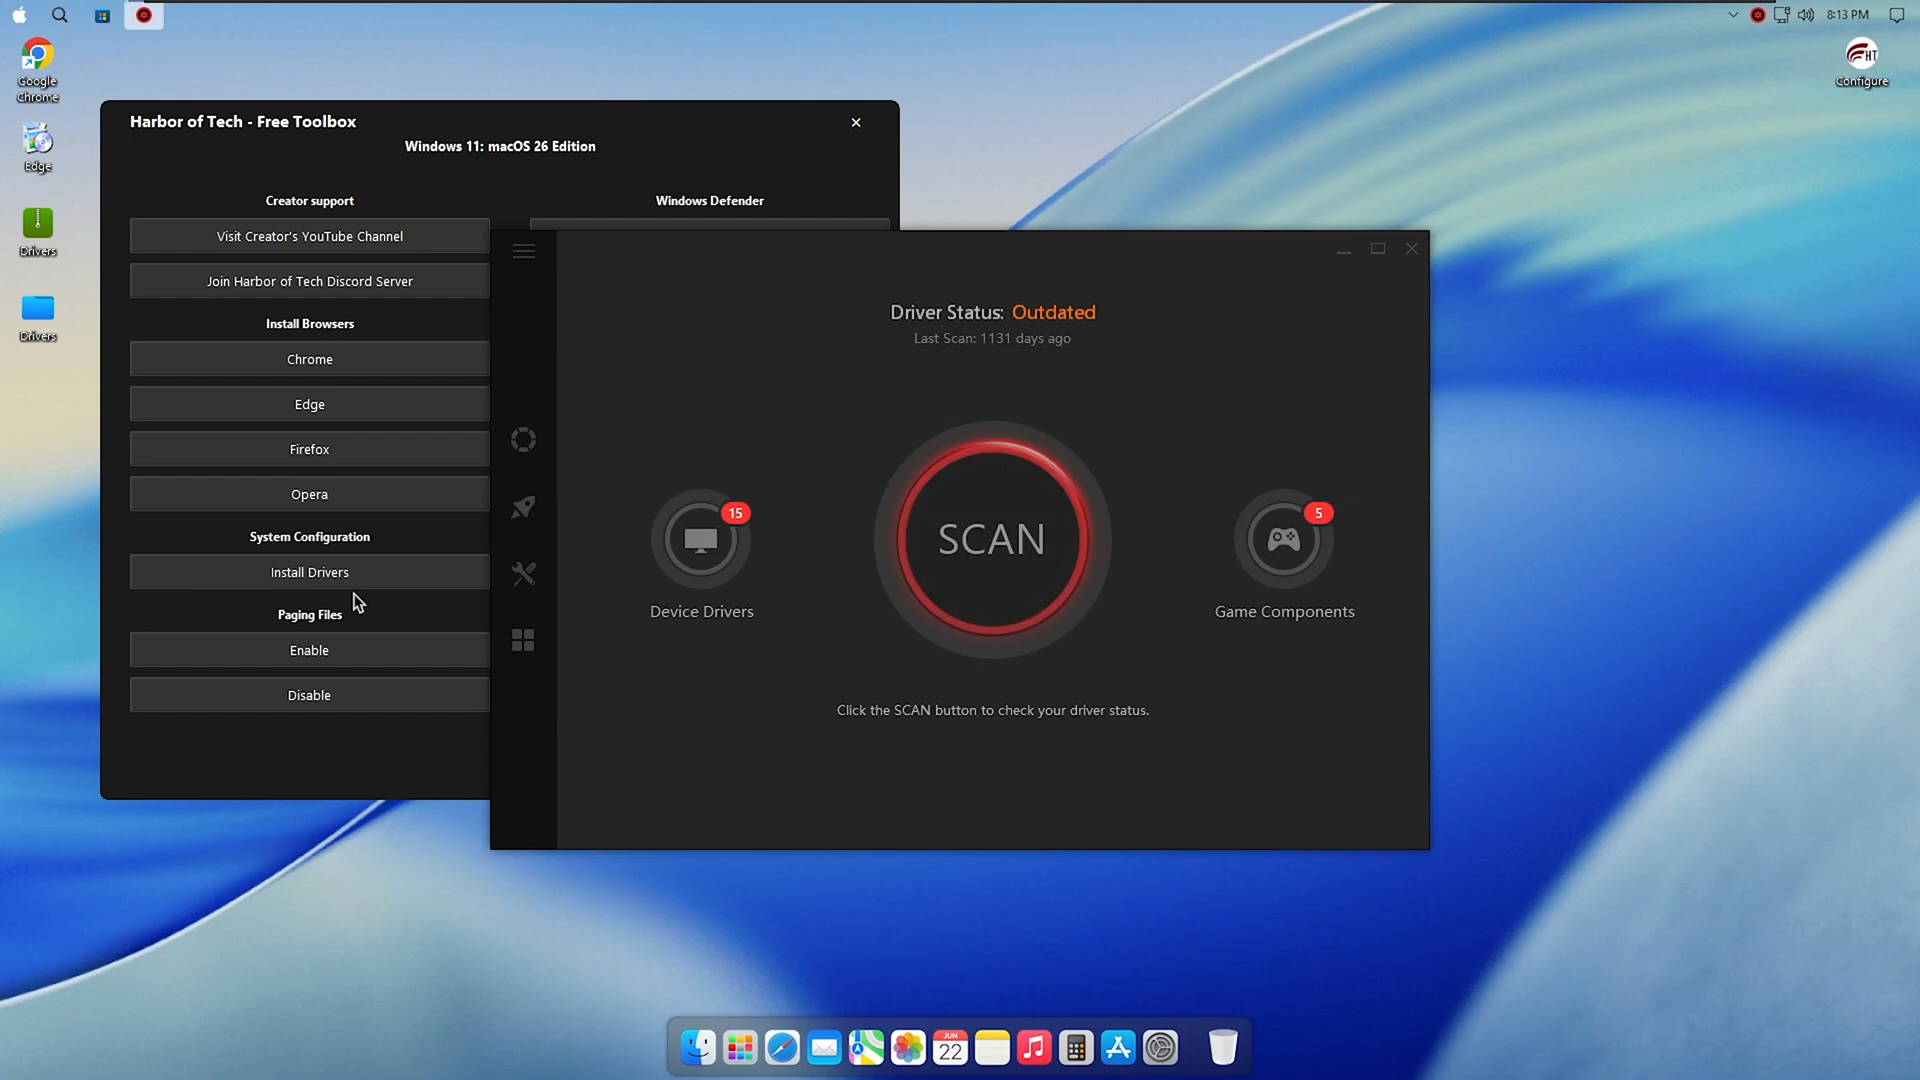 8:13 PM
Google
Chrome
Edge
Drivers
Drivers
HT
Configure
Harbor of Tech - Free Toolbox
Windows 11: macOS 26 Edition
Creator support
Visit Creator's YouTube Channel
Join Harbor of Tech Discord Server
Install Browsers
Chrome
Edge
Firefox
Opera
System Configuration
Install Drivers
Paging Files
Enable
Disable
Windows Defender
Driver Status: Outdated
Last Scan: 1131 days ago
15
SCAN
5
Device Drivers
Game Components
Click the SCAN button to check your driver status.
JUN
22